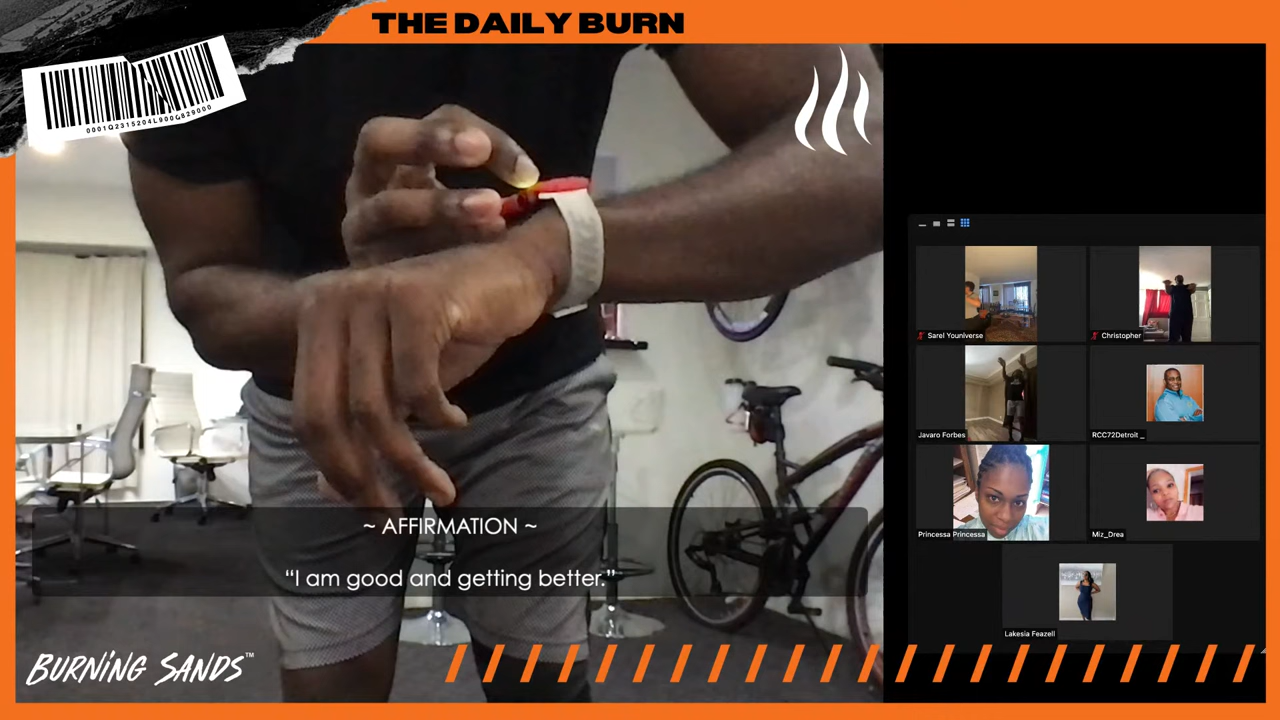 THE DAILY BURN
~ AFFIRMATION ~
“I am good and getting better.”
BURNING SANDS™
Sarel Youniverse
Christopher
Javaro Forbes
RCC72Detroit _
Princessa Princessa
Miz_Drea
Lakesia Feazell